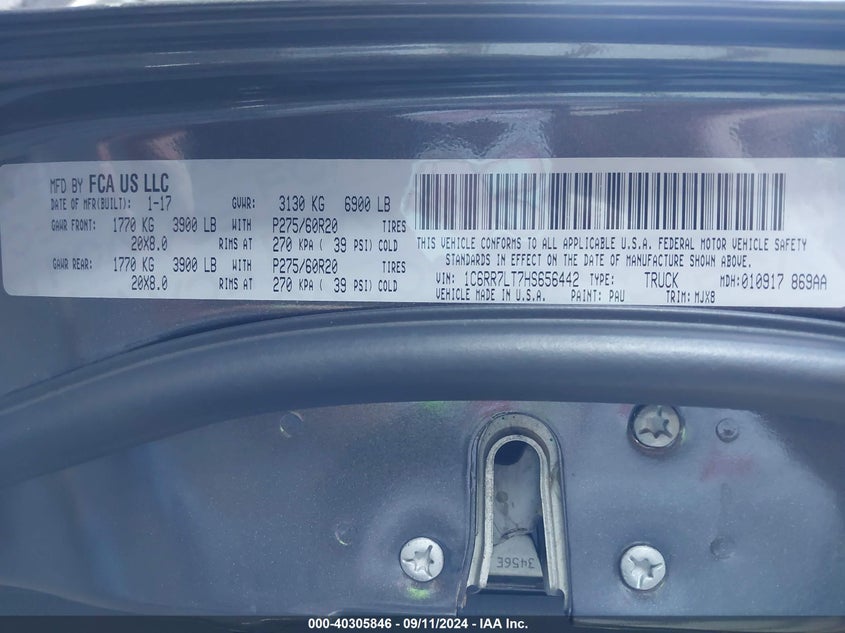 MFD BY FCA US LLC
DATE OF MFR(BUILT): 1-17 GVWR: 3130 KG 6900 LB
GAWR FRONT: 1770 KG 3900 LB WITH P275/60R20 TIRES
20X8.0 RIMS AT 270 KPA ( 39 PSI) COLD
GAWR REAR: 1770 KG 3900 LB WITH P275/60R20 TIRES
20X8.0 RIMS AT 270 KPA ( 39 PSI) COLD
THIS VEHICLE CONFORMS TO ALL APPLICABLE U.S.A. FEDERAL MOTOR VEHICLE SAFETY
STANDARDS IN EFFECT ON THE DATE OF MANUFACTURE SHOWN ABOVE.
VIN: 1C6RR7LT7HS656442 TYPE: TRUCK MDH: 010917 869AA
VEHICLE MADE IN U.S.A. PAINT: PAU TRIM: MJX8
3456E
000-40305846 - 09/11/2024 - IAA Inc.